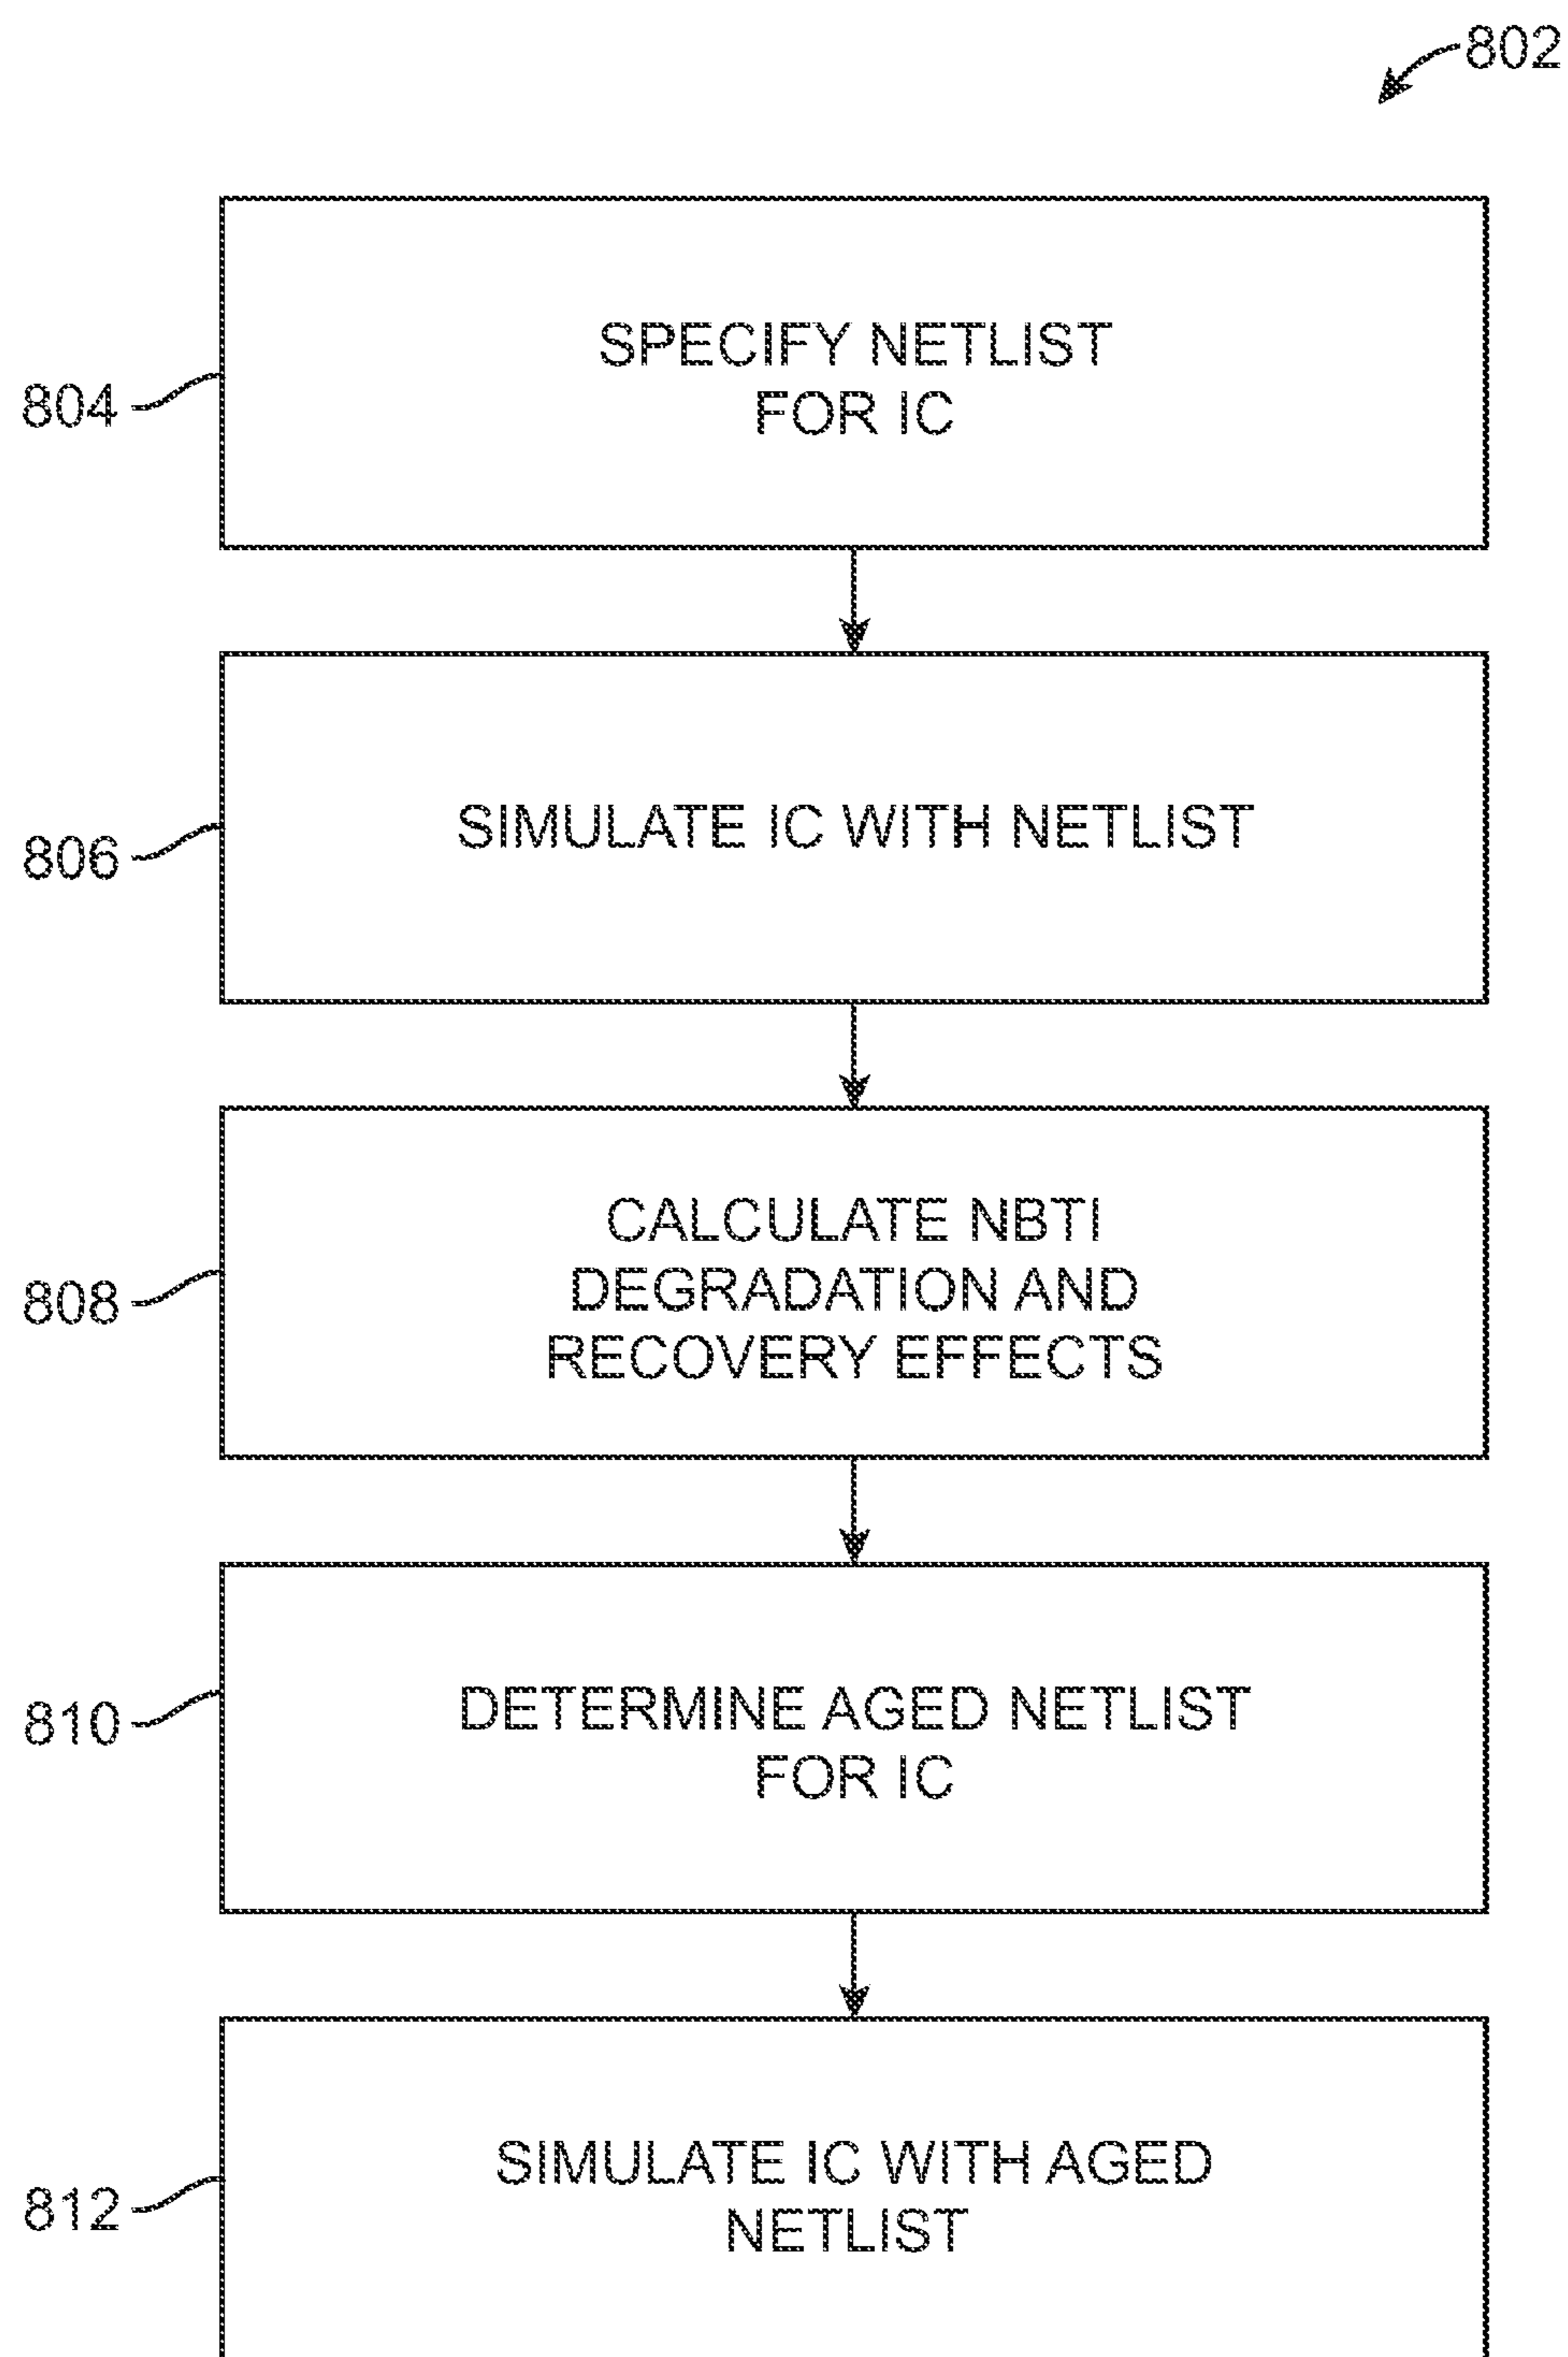 802
SPECIFY NETLIST
FOR IC
804
SIMULATE IC WITH NETLIST
806
CALCULATE NBTI
DEGRADATION AND
RECOVERY EFFECTS
808
DETERMINE AGED NETLIST
FOR IC
810
SIMULATE IC WITH AGED
NETLIST
812